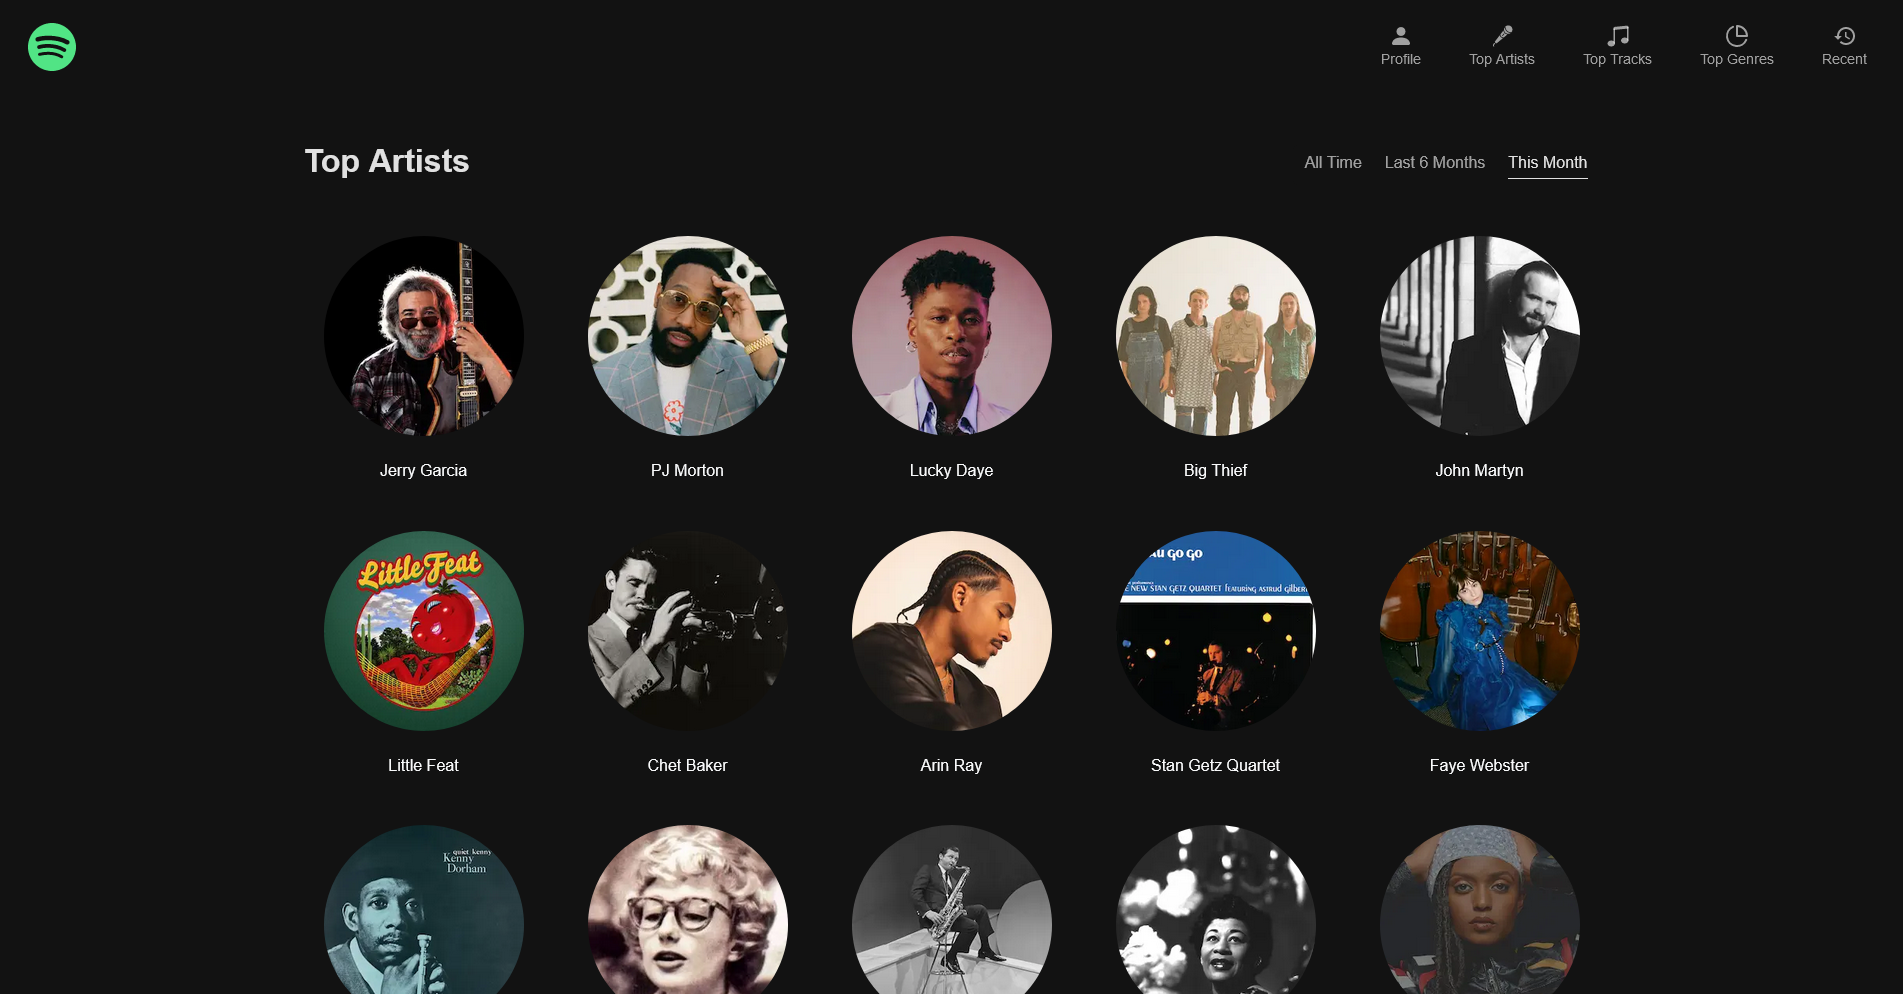 Profile
Top Artists
Top Tracks
Top Genres
Recent
Top Artists
All Time
Last 6 Months
This Month
Jerry Garcia
PJ Morton
Lucky Daye
Big Thief
John Martyn
Little Feat
Au go go
NEW STAN GETZ QUARTET FEATURING ASTRUD
Little Feat
Chet Baker
Arin Ray
Stan Getz Quartet
Faye Webster
quiet kenny
Kenny
Dorham